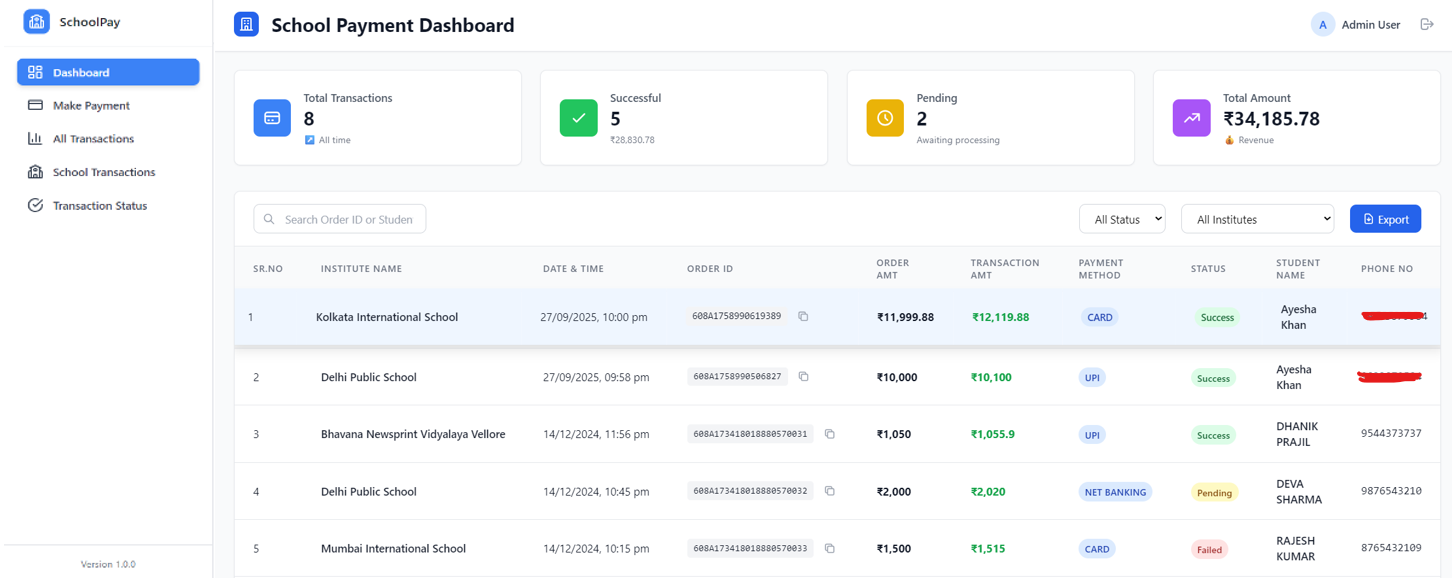 SchoolPay
Dashboard
Make Payment
All Transactions
School Transactions
Transaction Status
Version 1.0.0
School Payment Dashboard
A Admin User
Total Transactions
8
All time
Successful
5
₹28,830.78
Pending
2
Awaiting processing
Total Amount
₹34,185.78
Revenue
Search Order ID or Studen
All Status
All Institutes
Export
SR.NO INSTITUTE NAME DATE & TIME ORDER ID ORDER AMT TRANSACTION AMT PAYMENT METHOD STATUS STUDENT NAME PHONE NO
1 Kolkata International School 27/09/2025, 10:00 pm 608A1758990619389 ₹11,999.88 ₹12,119.88 CARD Success Ayesha Khan
2 Delhi Public School 27/09/2025, 09:58 pm 608A1758990506827 ₹10,000 ₹10,100 UPI Success Ayesha Khan
3 Bhavana Newsprint Vidyalaya Vellore 14/12/2024, 11:56 pm 608A173418018880570031 ₹1,050 ₹1,055.9 UPI Success DHANIK PRAJIL 9544373737
4 Delhi Public School 14/12/2024, 10:45 pm 608A173418018880570032 ₹2,000 ₹2,020 NET BANKING Pending DEVA SHARMA 9876543210
5 Mumbai International School 14/12/2024, 10:15 pm 608A173418018880570033 ₹1,500 ₹1,515 CARD Failed RAJESH KUMAR 8765432109